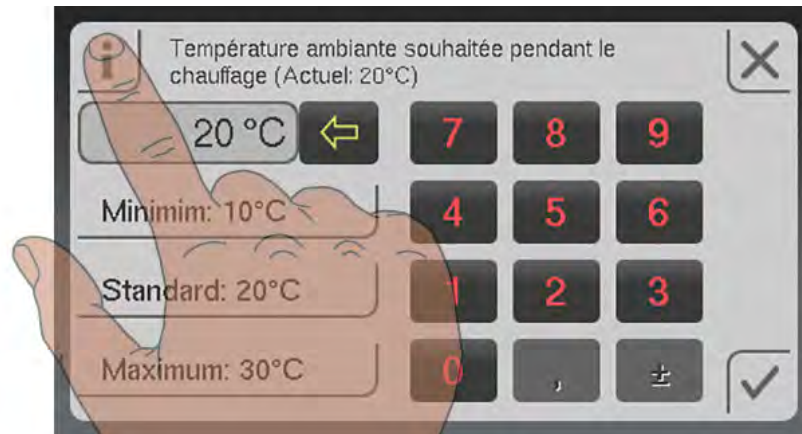 i
Température ambiante souhaitée pendant le
chauffage (Actuel: 20°C)
20 °C
7 8 9
Minimim: 10°C
4 5 6
Standard: 20°C
1 2 3
Maximum: 30°C
0 , ±